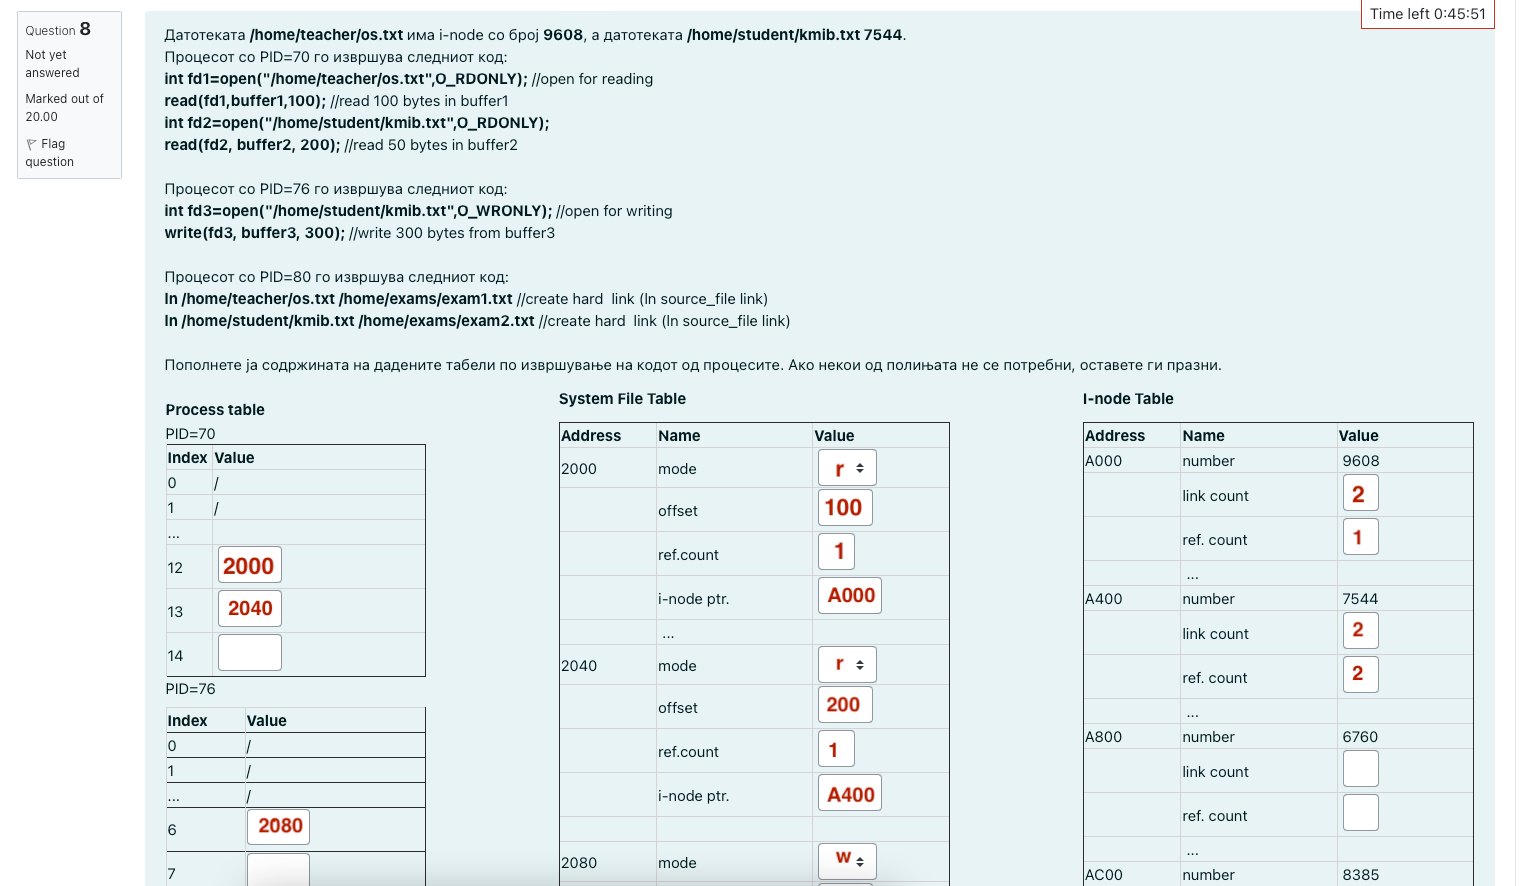 Question 8
Not yet
answered
Marked out of
20.00
Flag
question
Time left 0:45:51
Датотеката /home/teacher/os.txt има i-node со број 9608, а датотеката /home/student/kmib.txt 7544.
Процесот со PID=70 го извршува следниот код:
int fd1=open("/home/teacher/os.txt",O_RDONLY); //open for reading
read(fd1,buffer1,100); //read 100 bytes in buffer1
int fd2=open("/home/student/kmib.txt",O_RDONLY);
read(fd2, buffer2, 200); //read 50 bytes in buffer2
Процесот со PID=76 го извршува следниот код:
int fd3=open("/home/student/kmib.txt",O_WRONLY); //open for writing
write(fd3, buffer3, 300); //write 300 bytes from buffer3
Процесот со PID=80 го извршува следниот код:
ln /home/teacher/os.txt /home/exams/exam1.txt //create hard  link (ln source_file link)
ln /home/student/kmib.txt /home/exams/exam2.txt //create hard  link (ln source_file link)
Пополнете ја содржината на дадените табели по извршување на кодот од процесите. Ако некои од полињата не се потребни, оставете ги празни.
Process table
PID=70
Index Value
0 /
1 /
...
12 2000
13 2040
14
PID=76
Index Value
0 /
1 /
... /
6 2080
7
System File Table
Address Name Value
2000 mode r
offset 100
ref.count 1
i-node ptr. A000
...
2040 mode r
offset 200
ref.count 1
i-node ptr. A400
2080 mode w
I-node Table
Address Name Value
A000 number 9608
link count 2
ref. count 1
...
A400 number 7544
link count 2
ref. count 2
...
A800 number 6760
link count
ref. count
...
AC00 number 8385